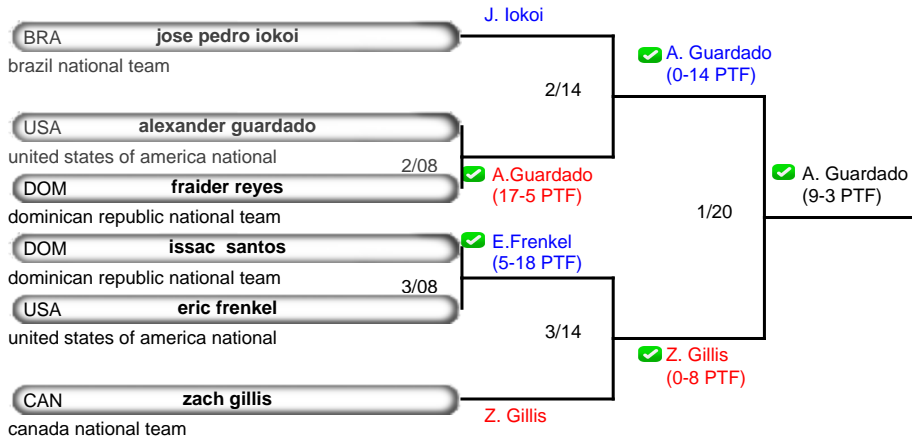 J. Iokoi
BRA jose pedro iokoi
brazil national team
A. Guardado
(0-14 PTF)
2/14
USA alexander guardado
united states of america national
2/08
DOM fraider reyes
dominican republic national team
A.Guardado
(17-5 PTF)
A. Guardado
(9-3 PTF)
1/20
DOM issac santos
dominican republic national team
E.Frenkel
(5-18 PTF)
3/08
USA eric frenkel
united states of america national
3/14
Z. Gillis
(0-8 PTF)
CAN zach gillis
canada national team
Z. Gillis